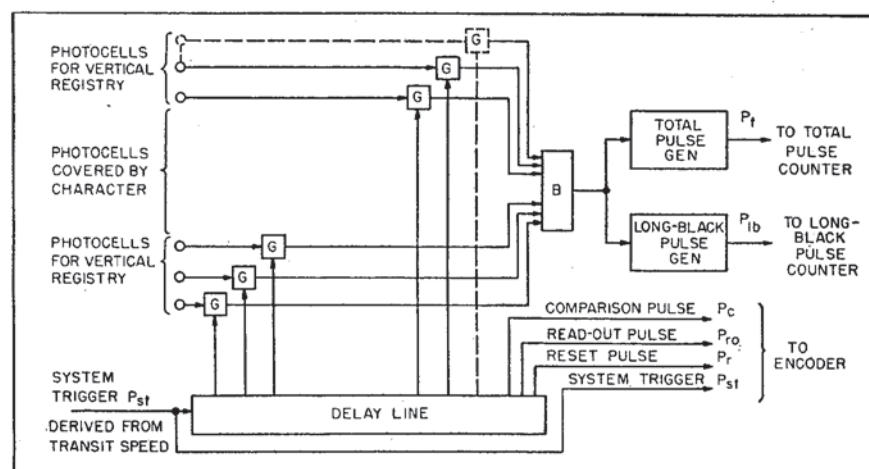 PHOTOCELLS
FOR VERTICAL
REGISTRY
G
G
G
PHOTOCELLS
COVERED BY
CHARACTER
TOTAL
PULSE
GEN
Pt
TO TOTAL
PULSE
COUNTER
B
PHOTOCELLS
FOR VERTICAL
REGISTRY
G
G
G
LONG-BLACK
PULSE
GEN
Plb
TO LONG-
BLACK
PULSE
COUNTER
COMPARISON PULSE Pc
READ-OUT PULSE Pro
RESET PULSE Pr
SYSTEM TRIGGER Pst
TO
ENCODER
SYSTEM
TRIGGER Pst
DERIVED FROM
TRANSIT SPEED
DELAY LINE